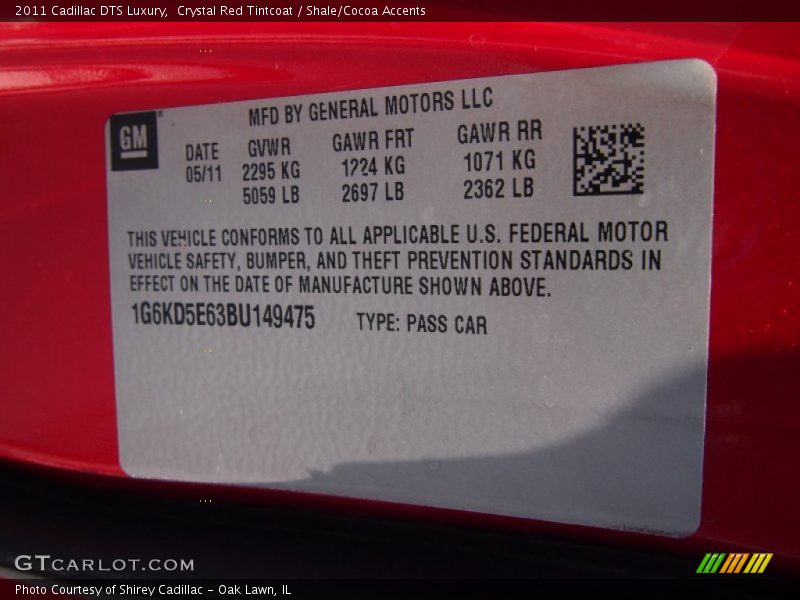 2011 Cadillac DTS Luxury,  Crystal Red Tintcoat / Shale/Cocoa Accents
GM
MFD BY GENERAL MOTORS LLC
DATE GVWR GAWR FRT GAWR RR
05/11 2295 KG 1224 KG 1071 KG
5059 LB 2697 LB 2362 LB
THIS VEHICLE CONFORMS TO ALL APPLICABLE U.S. FEDERAL MOTOR
VEHICLE SAFETY, BUMPER, AND THEFT PREVENTION STANDARDS IN
EFFECT ON THE DATE OF MANUFACTURE SHOWN ABOVE.
1G6KD5E63BU149475 TYPE: PASS CAR
GTCARLOT.COM
Photo Courtesy of Shirey Cadillac - Oak Lawn, IL